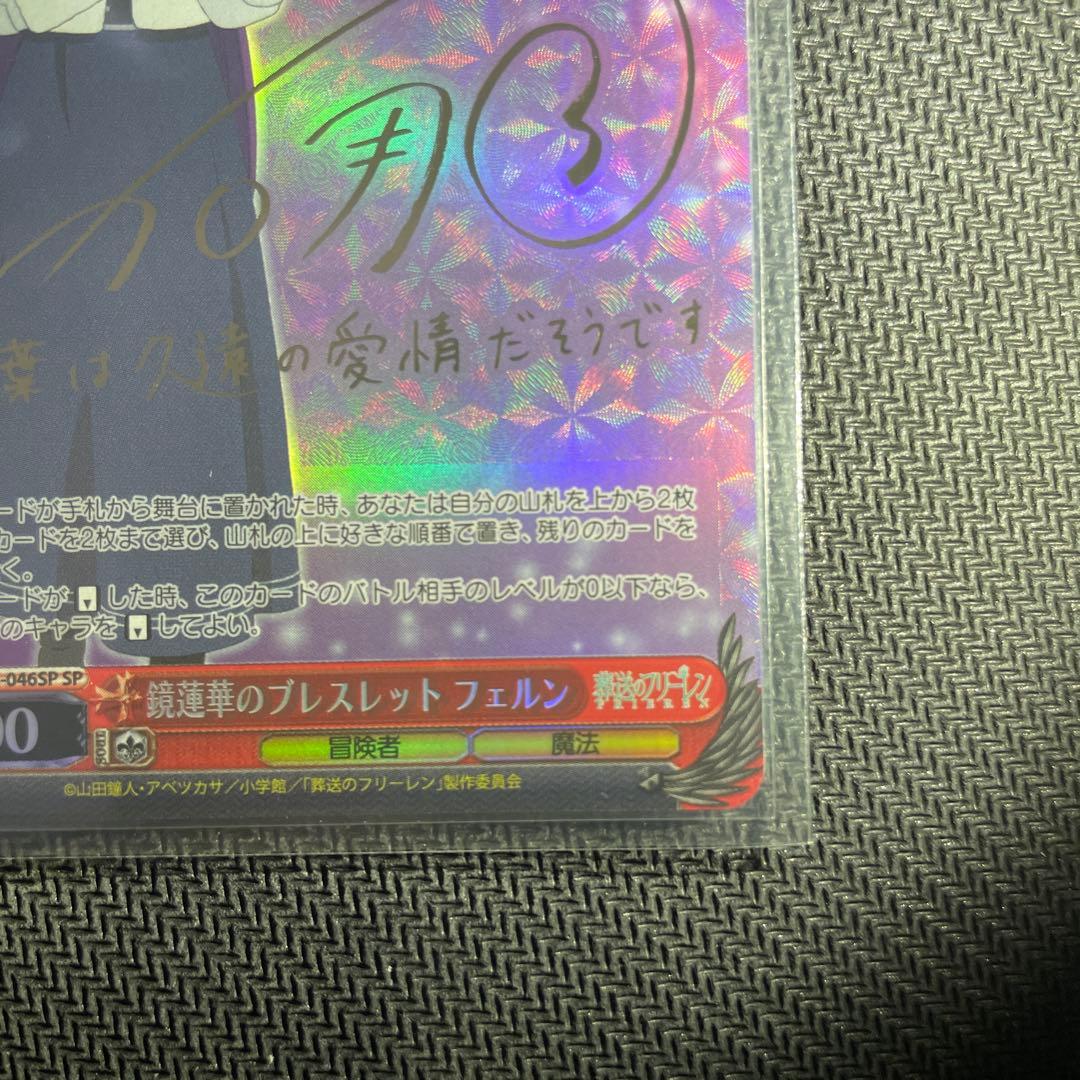 葉は久遠の愛情だそうです
ードが手札から舞台に置かれた時、あなたは自分の山札を上から2枚
カードを2枚まで選び、山札の上に好きな順番で置き、残りのカードを
く。
ードが した時、このカードのバトル相手のレベルが0以下なら、
のキャラを してよい。
-046SP SP
鏡蓮華のブレスレット フェルン
葬送のフリーレン
FRIEREN
00
SOUL
冒険者
魔法
©山田鐘人・アベツカサ／小学館／「葬送のフリーレン」製作委員会